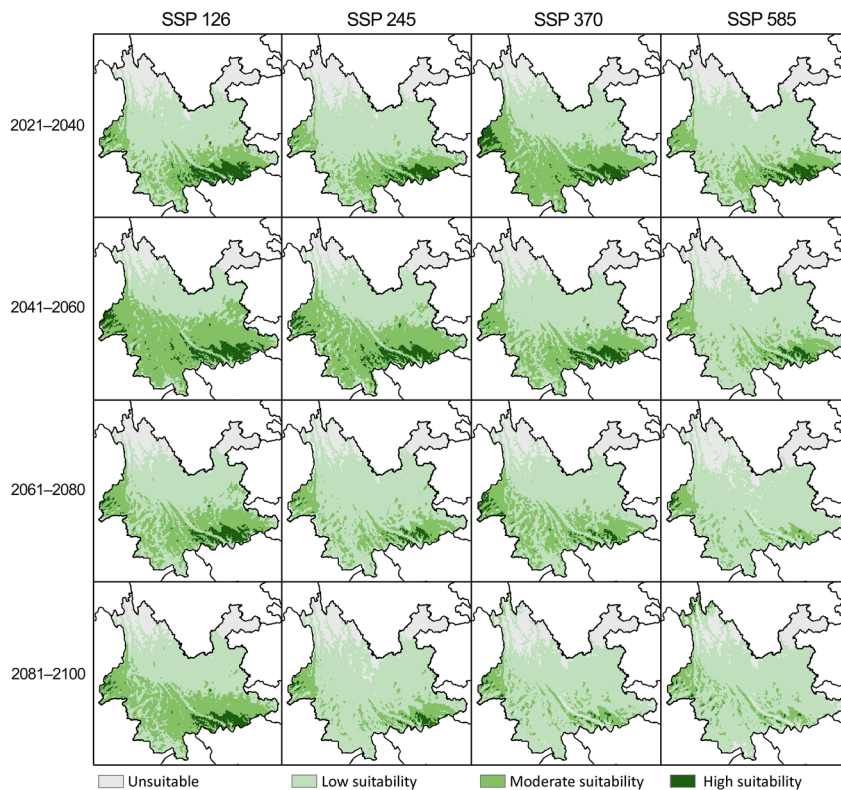 SSP 126 SSP 245 SSP 370 SSP 585
2021–2040
2041–2060
2061–2080
2081–2100
Unsuitable Low suitability Moderate suitability High suitability